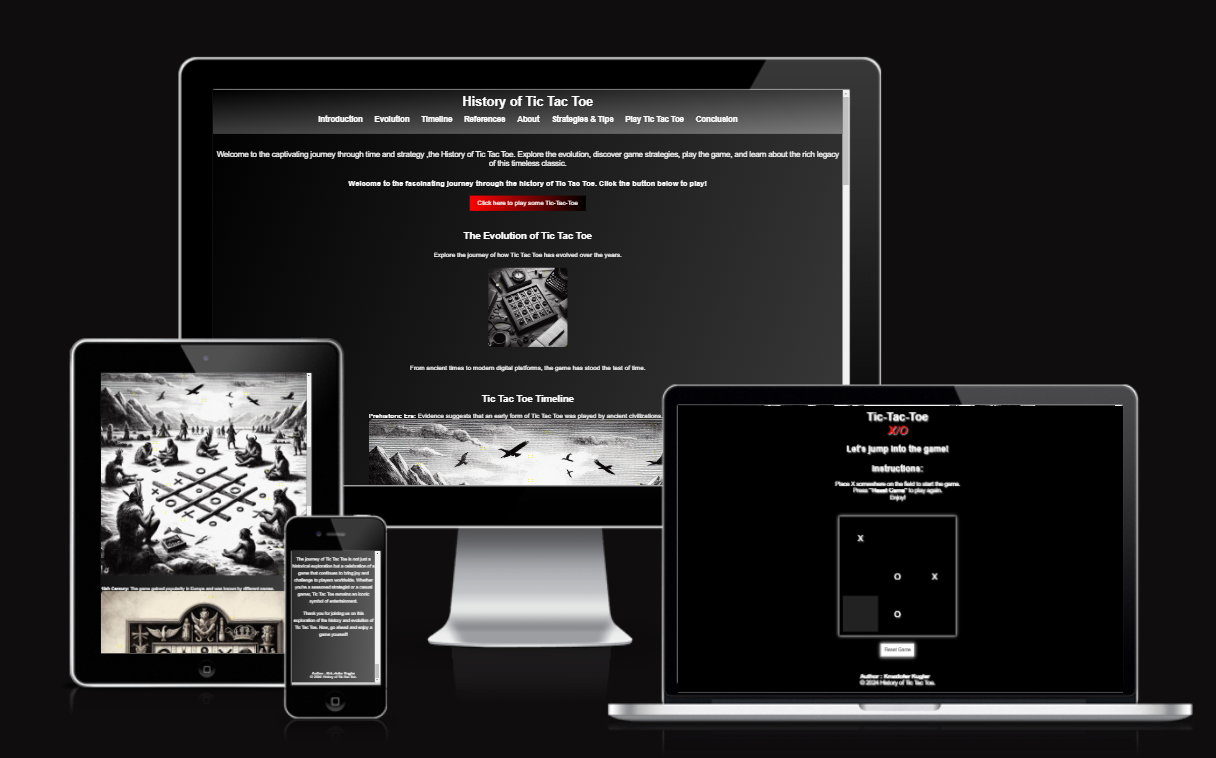 History of Tic Tac Toe
Introduction Evolution Timeline References About Strategies & Tips Play Tic Tac Toe Conclusion
Welcome to the captivating journey through time and strategy ,the History of Tic Tac Toe. Explore the evolution, discover game strategies, play the game, and learn about the rich legacy
of this timeless classic.
Welcome to the fascinating journey through the history of Tic Tac Toe. Click the button below to play!
Click here to play some Tic-Tac-Toe
The Evolution of Tic Tac Toe
Explore the journey of how Tic Tac Toe has evolved over the years.
From ancient times to modern digital platforms, the game has stood the test of time.
Tic Tac Toe Timeline
Prehistoric Era: Evidence suggests that an early form of Tic Tac Toe was played by ancient civilizations.
Century: The game gained popularity in Europe and was known by different names.
The journey of Tic Tac Toe is not just a
historical exploration but a celebration of a
game that continues to bring joy and
challenge to players worldwide. Whether
you're a seasoned strategist or a casual
gamer, Tic Tac Toe remains an iconic
symbol of entertainment.
Thank you for joining us on this
exploration of the history and evolution of
Tic Tac Toe. Now, go ahead and enjoy a
game yourself!
Author : Kugler
© 2024 History of Tic Tac Toe.
Tic-Tac-Toe
X/O
Let's jump into the game!
Instructions:
Place X somewhere on the field to start the game.
Press "Reset Game" to play again.
Enjoy!
X
O X
O
Reset Game
Author : Kugler
© 2024 History of Tic Tac Toe.